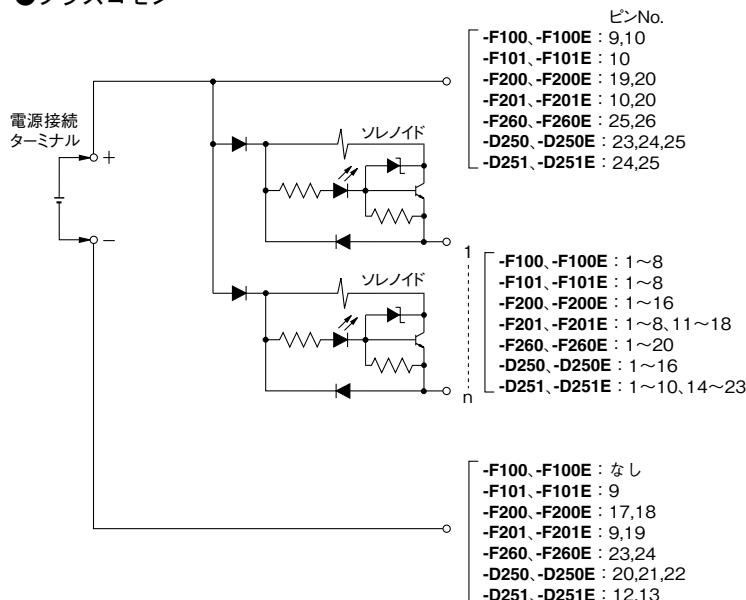 ●プラスコモン
ピンNo.
-F100、-F100E：9,10
-F101、-F101E：10
-F200、-F200E：19,20
-F201、-F201E：10,20
-F260、-F260E：25,26
-D250、-D250E：23,24,25
-D251、-D251E：24,25
電源接続
ターミナル
＋
－
ソレノイド
1
ソレノイド
n
-F100、-F100E：1～8
-F101、-F101E：1～8
-F200、-F200E：1～16
-F201、-F201E：1～8、11～18
-F260、-F260E：1～20
-D250、-D250E：1～16
-D251、-D251E：1～10、14～23
-F100、-F100E：なし
-F101、-F101E：9
-F200、-F200E：17,18
-F201、-F201E：9,19
-F260、-F260E：23,24
-D250、-D250E：20,21,22
-D251、-D251E：12,13